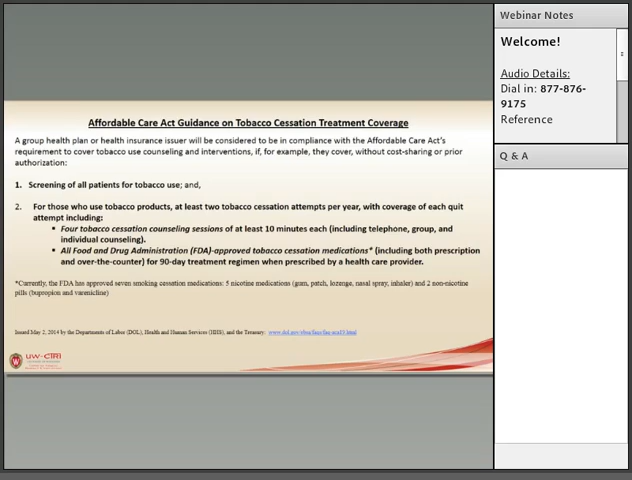 Affordable Care Act Guidance on Tobacco Cessation Treatment Coverage
A group health plan or health insurance issuer will be considered to be in compliance with the Affordable Care Act's
requirement to cover tobacco use counseling and interventions, if, for example, they cover, without cost-sharing or prior
authorization:
1. Screening of all patients for tobacco use; and,
2. For those who use tobacco products, at least two tobacco cessation attempts per year, with coverage of each quit
attempt including:
▪ Four tobacco cessation counseling sessions of at least 10 minutes each (including telephone, group, and
individual counseling).
▪ All Food and Drug Administration (FDA)-approved tobacco cessation medications* (including both prescription
and over-the-counter) for 90-day treatment regimen when prescribed by a health care provider.
*Currently, the FDA has approved seven smoking cessation medications: 5 nicotine medications (gum, patch, lozenge, nasal spray, inhaler) and 2 non-nicotine
pills (bupropion and varenicline)
Issued May 2, 2014 by the Departments of Labor (DOL), Health and Human Services (HHS), and the Treasury:
UW-CTRI
Webinar Notes
Welcome!
Audio Details:
Dial in: 877-876-
9175
Reference
Q & A